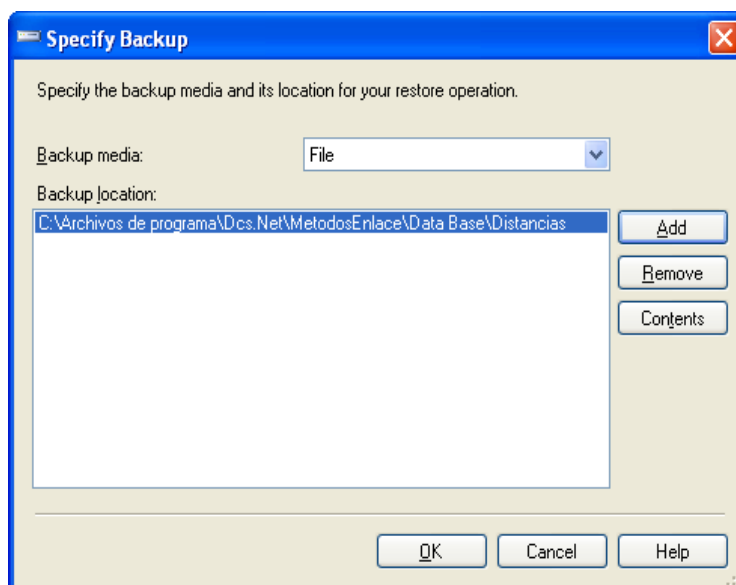 Specify Backup
Specify the backup media and its location for your restore operation.
Backup media:
File
Backup location:
C:\Archivos de programa\Dcs.Net\MetodosEnlace\Data Base\Distancias
Add
Remove
Contents
OK
Cancel
Help